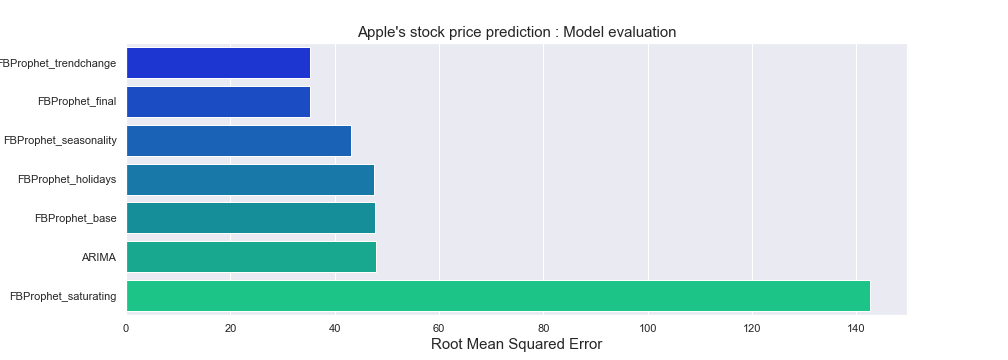 Apple's stock price prediction : Model evaluation
FBProphet_trendchange
FBProphet_final
FBProphet_seasonality
FBProphet_holidays
FBProphet_base
ARIMA
FBProphet_saturating
0 20 40 60 80 100 120 140
Root Mean Squared Error